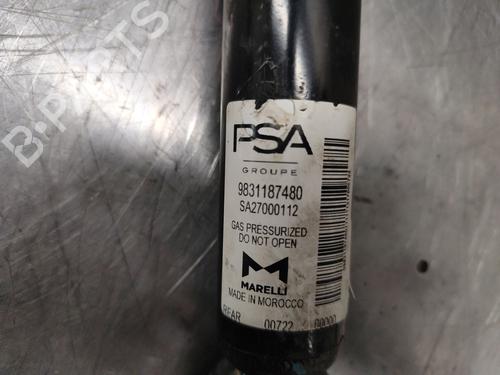 B-PARTS
PSA
GROUPE
9831187480
SA27000112
GAS PRESSURIZED
DO NOT OPEN
MARELLI
MADE IN MOROCCO
REAR 00722 00000